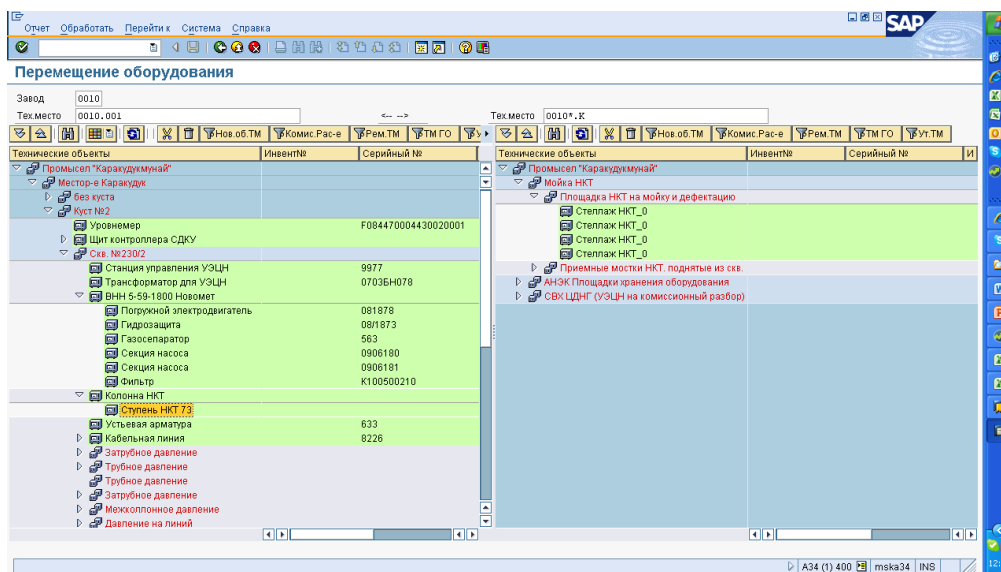 Отчет Обработать Перейти к Система Справка
SAP
Перемещение оборудования
Завод 0010
Тех.место 0010.001 <-- --> Тех.место 0010*.K
Нов.об.ТМ Комис.Рас-е Рем.ТМ ТМ ГО Нов.об.ТМ Комис.Рас-е Рем.ТМ ТМ ГО Ут.ТМ
Технические объекты Инвент№ Серийный № Технические объекты Инвент№ Серийный № И
Промысел "Каракудукмунай" Промысел "Каракудукмунай"
Местор-е Каракудук Мойка НКТ
без куста Площадка НКТ на мойку и дефектацию
Куст №2 Стеллаж НКТ_0
Уровнемер F084470004430020001 Стеллаж НКТ_0
Щит контроллера СДКУ Стеллаж НКТ_0
Скв. №230/2 Стеллаж НКТ_0
Станция управления УЭЦН 9977 Приемные мостки НКТ. поднятые из скв.
Трансформатор для УЭЦН 0703БН078 АНЭК Площадки хранения оборудования
ВНН 5-59-1800 Новомет СВХ ЦДНГ (УЭЦН на комиссионный разбор)
Погружной электродвигатель 081878
Гидрозащита 08/1873
Газосепаратор 563
Секция насоса 0906180
Секция насоса 0906181
Фильтр K100500210
Колонна НКТ
Ступень НКТ 73
Устьевая арматура 633
Кабельная линия 8226
Затрубное давление
Трубное давление
Трубное давление
Затрубное давление
Межколлонное давление
Давление на линий
A34 (1) 400 mska34 INS